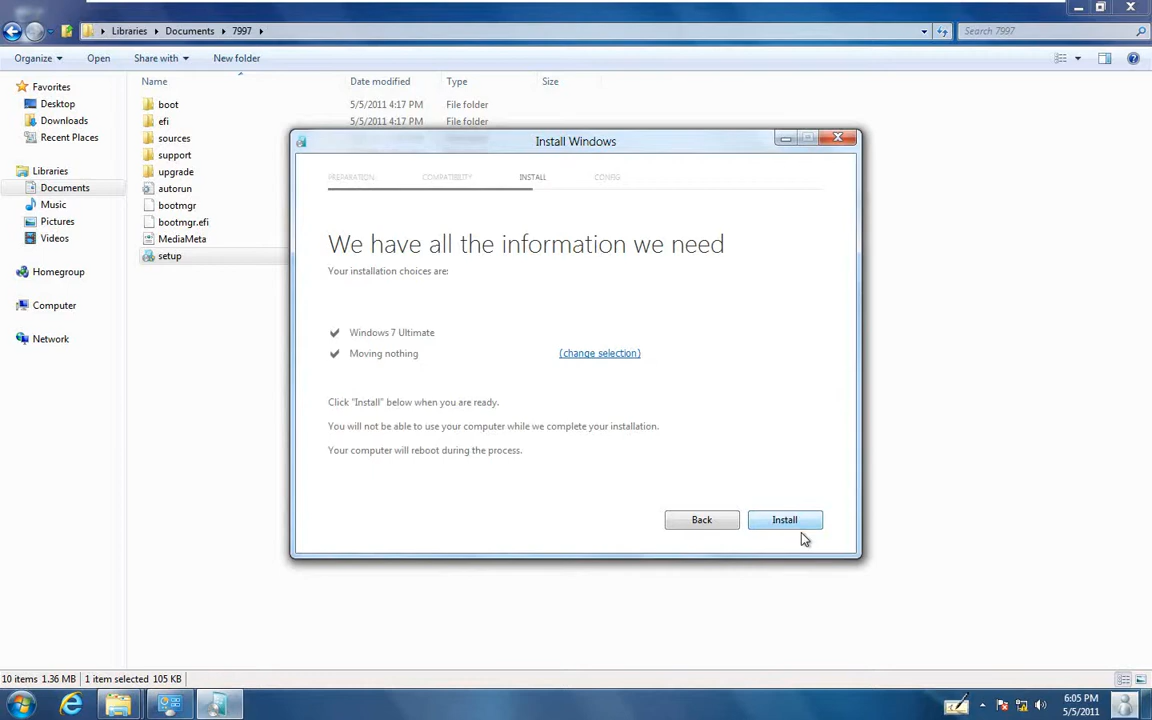 Libraries Documents 7997
Search 7997
Organize Open Share with New folder
Name Date modified Type Size
Favorites
Desktop
Downloads
Recent Places
Libraries
Documents
Music
Pictures
Videos
Homegroup
Computer
Network
boot 5/5/2011 4:17 PM File folder
efi 5/5/2011 4:17 PM File folder
sources
support
upgrade
autorun
bootmgr
bootmgr.efi
MediaMeta
setup
Install Windows
PREPARATION COMPATIBILITY INSTALL CONFIG
We have all the information we need
Your installation choices are:
Windows 7 Ultimate
Moving nothing (change selection)
Click "Install" below when you are ready.
You will not be able to use your computer while we complete your installation.
Your computer will reboot during the process.
Back Install
10 items 1.36 MB 1 item selected 105 KB
6:05 PM
5/5/2011